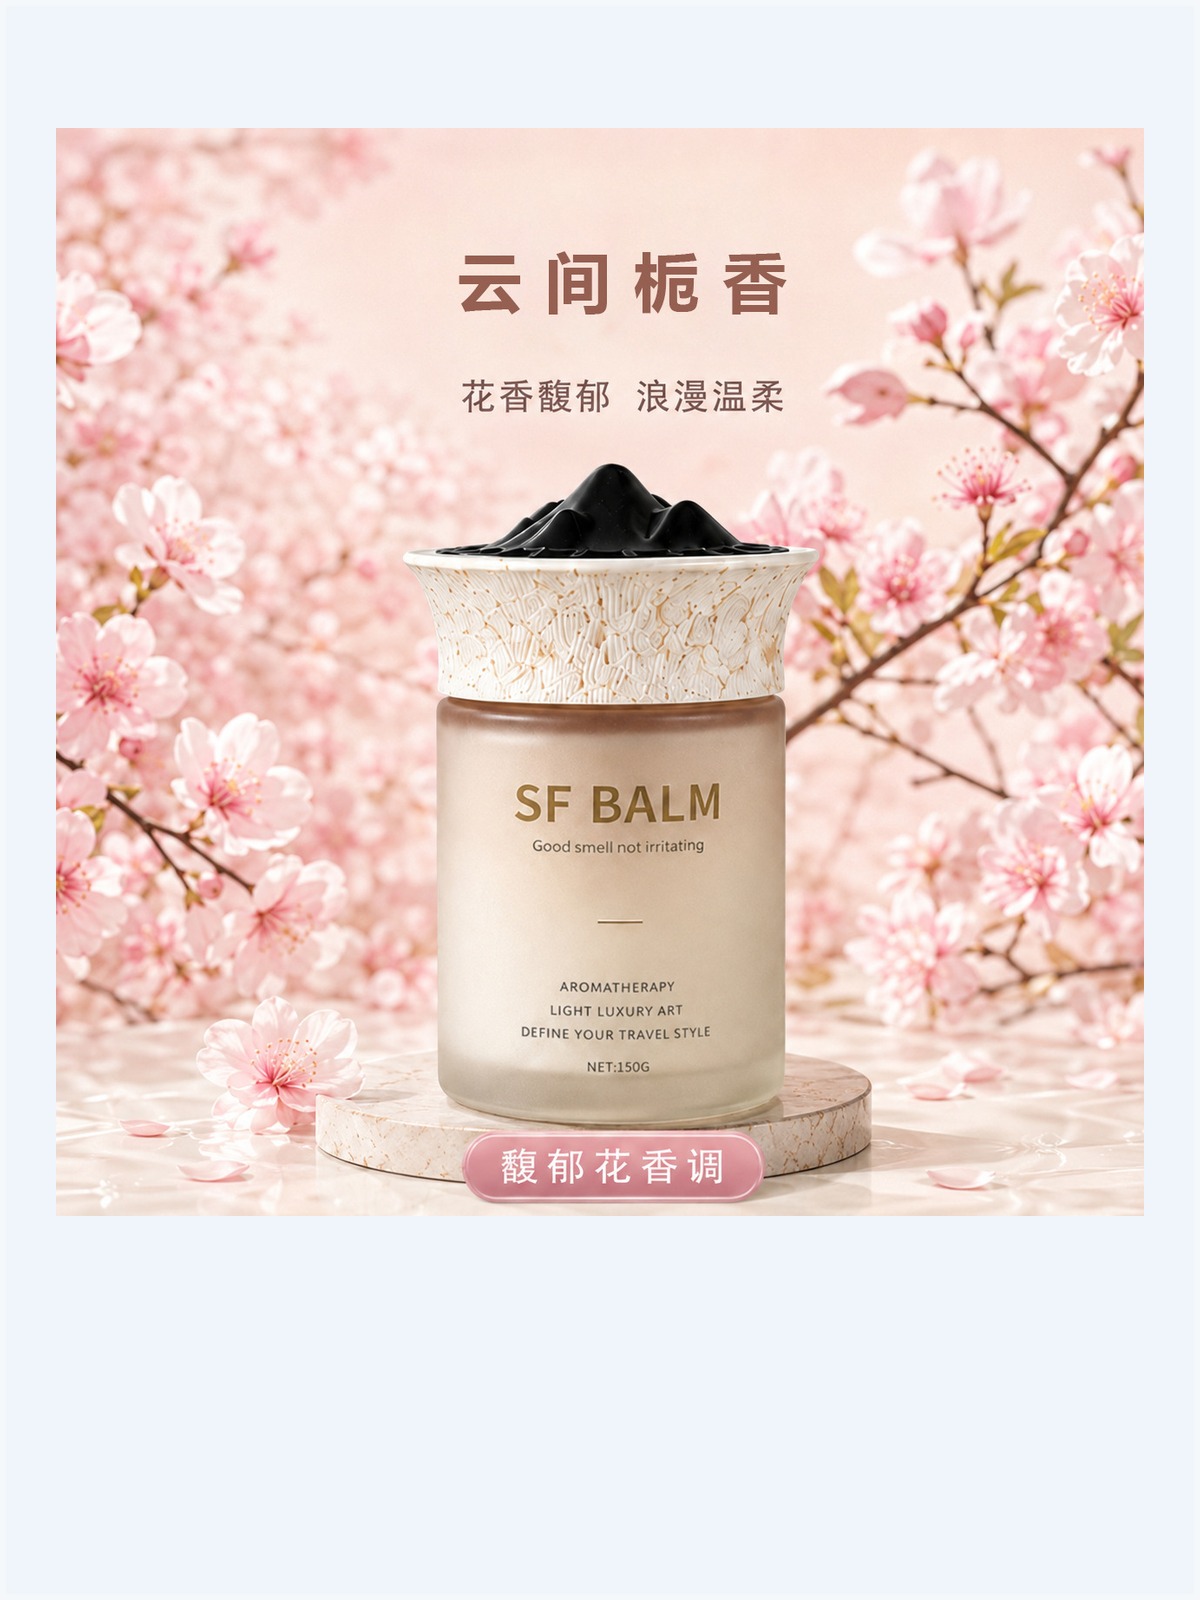 云间栀香
花香馥郁 浪漫温柔
SF BALM
Good smell not irritating
AROMATHERAPY
LIGHT LUXURY ART
DEFINE YOUR TRAVEL STYLE
NET:150G
馥郁花香调